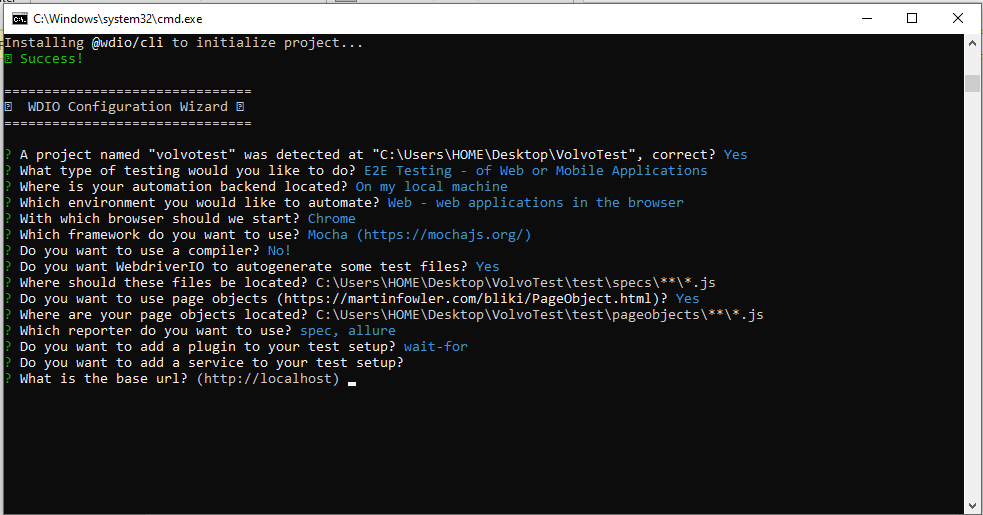 C:\Windows\system32\cmd.exe
Installing @wdio/cli to initialize project...
Success!
===============================
WDIO Configuration Wizard
===============================
? A project named "volvotest" was detected at "C:\Users\HOME\Desktop\VolvoTest", correct? Yes
? What type of testing would you like to do? E2E Testing - of Web or Mobile Applications
? Where is your automation backend located? On my local machine
? Which environment you would like to automate? Web - web applications in the browser
? With which browser should we start? Chrome
? Which framework do you want to use? Mocha (https://mochajs.org/)
? Do you want to use a compiler? No!
? Do you want WebdriverIO to autogenerate some test files? Yes
? Where should these files be located? C:\Users\HOME\Desktop\VolvoTest\test\specs\**\*.js
? Do you want to use page objects (https://martinfowler.com/bliki/PageObject.html)? Yes
? Where are your page objects located? C:\Users\HOME\Desktop\VolvoTest\test\pageobjects\**\*.js
? Which reporter do you want to use? spec, allure
? Do you want to add a plugin to your test setup? wait-for
? Do you want to add a service to your test setup?
? What is the base url? (http://localhost)